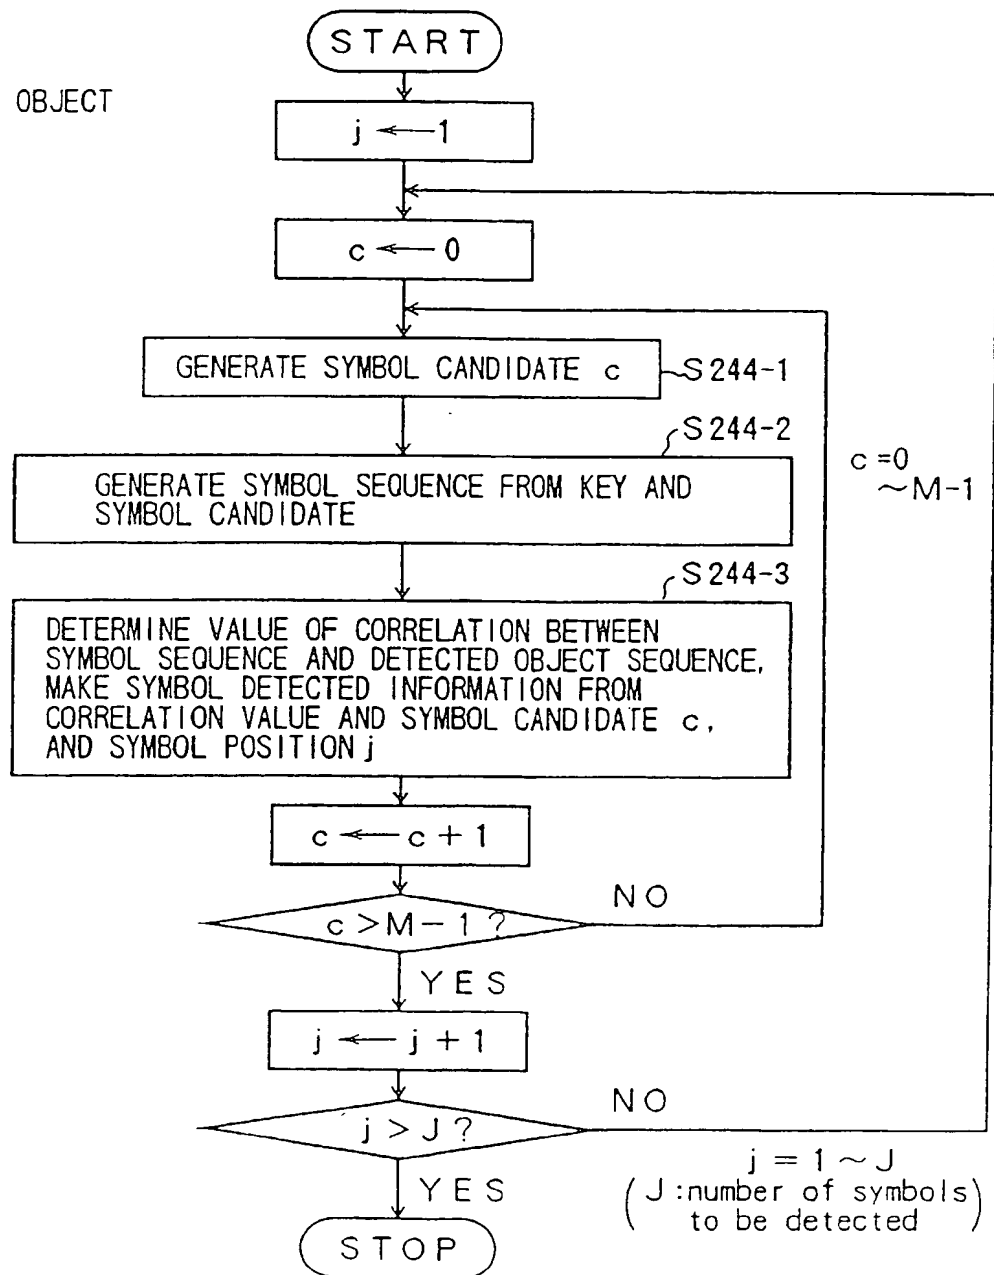 START
OBJECT
j ← 1
c ← 0
GENERATE SYMBOL CANDIDATE c
S244-1
S244-2
GENERATE SYMBOL SEQUENCE FROM KEY AND
SYMBOL CANDIDATE
c=0
~M-1
S244-3
DETERMINE VALUE OF CORRELATION BETWEEN
SYMBOL SEQUENCE AND DETECTED OBJECT SEQUENCE,
MAKE SYMBOL DETECTED INFORMATION FROM
CORRELATION VALUE AND SYMBOL CANDIDATE c,
AND SYMBOL POSITION j
c ← c + 1
c > M - 1 ?
NO
YES
j ← j + 1
j > J ?
NO
YES
j = 1 ~ J
(J:number of symbols
to be detected)
STOP